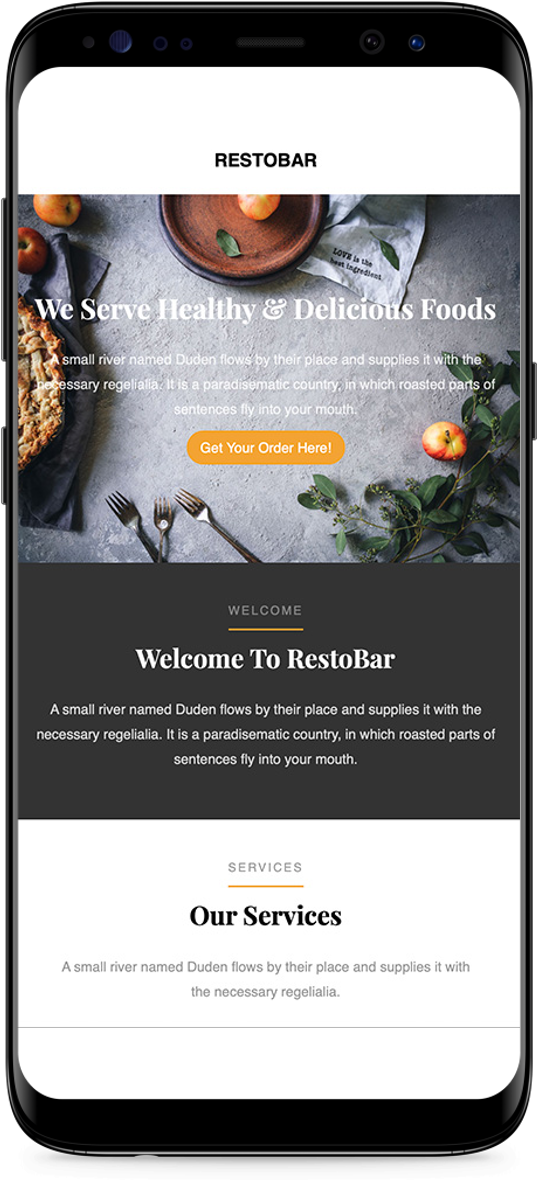 RESTOBAR
LOVE is the
best ingredient
We Serve Healthy & Delicious Foods
A small river named Duden flows by their place and supplies it with the
necessary regelialia. It is a paradisematic country, in which roasted parts of
sentences fly into your mouth.
Get Your Order Here!
WELCOME
Welcome To RestoBar
A small river named Duden flows by their place and supplies it with the
necessary regelialia. It is a paradisematic country, in which roasted parts of
sentences fly into your mouth.
SERVICES
Our Services
A small river named Duden flows by their place and supplies it with
the necessary regelialia.